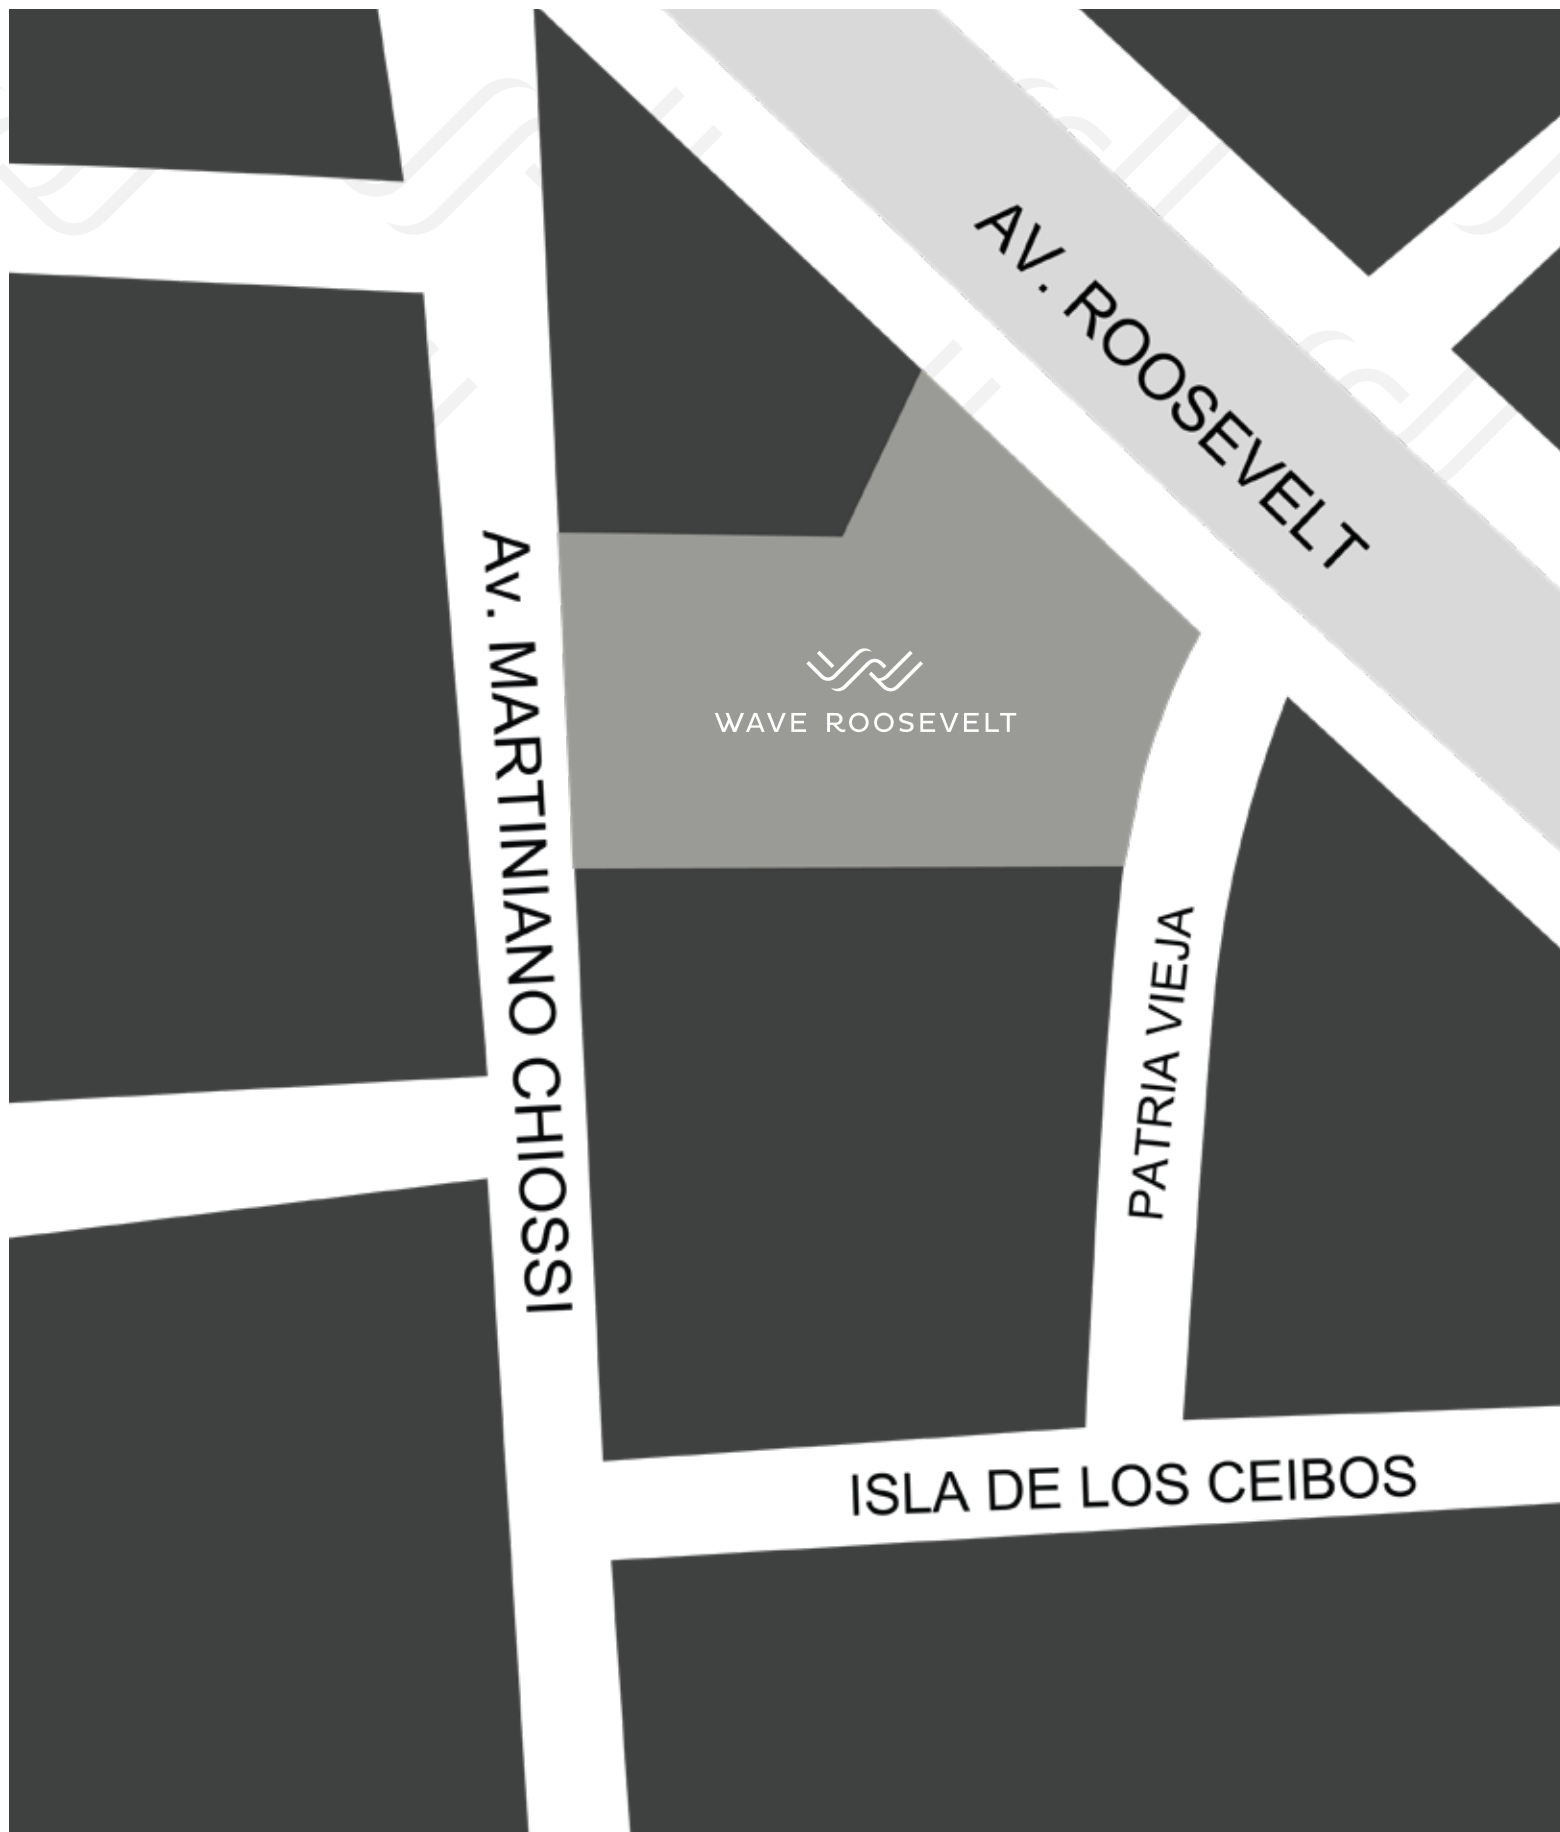 AV. ROOSEVELT
Av. MARTINIANO CHIOSSI
WAVE ROOSEVELT
PATRIA VIEJA
ISLA DE LOS CEIBOS